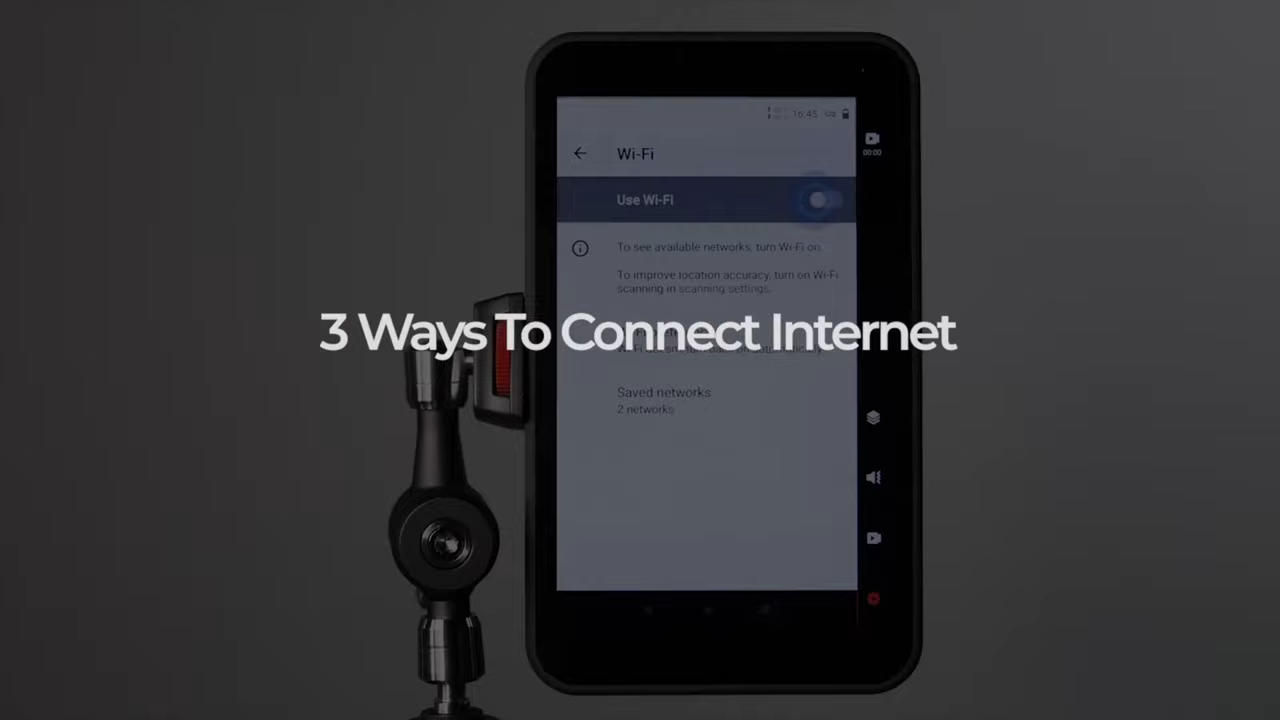 16:45
Wi-Fi
00:00
Use Wi-Fi
To see available networks, turn Wi-Fi on.
To improve location accuracy, turn on Wi-Fi
scanning in scanning settings.
3 Ways To Connect Internet
Saved networks
2 networks